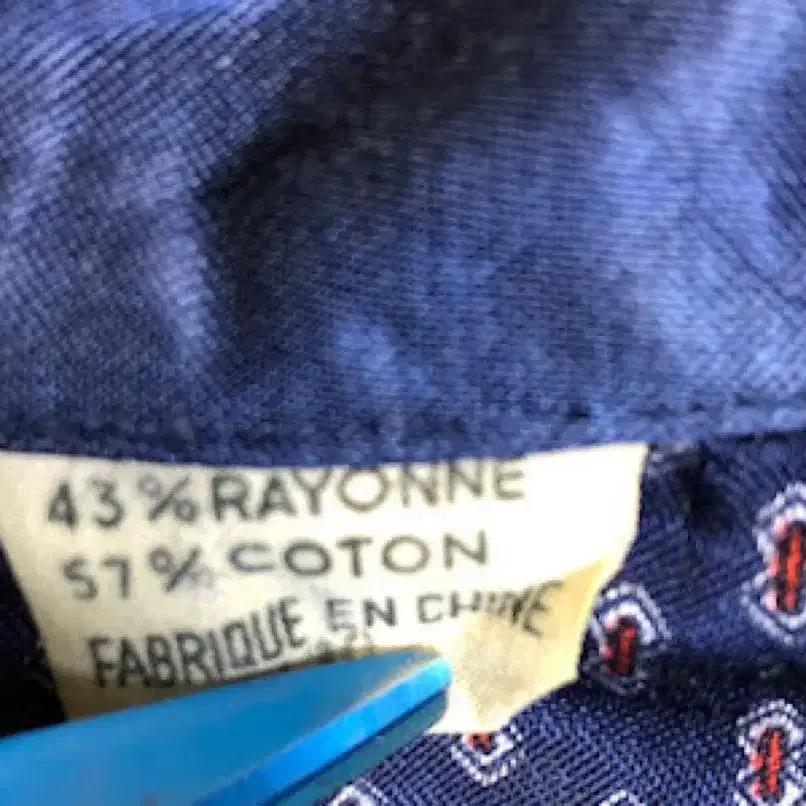 43% RAYONNE
57% COTON
FABRIQUE EN CHINE